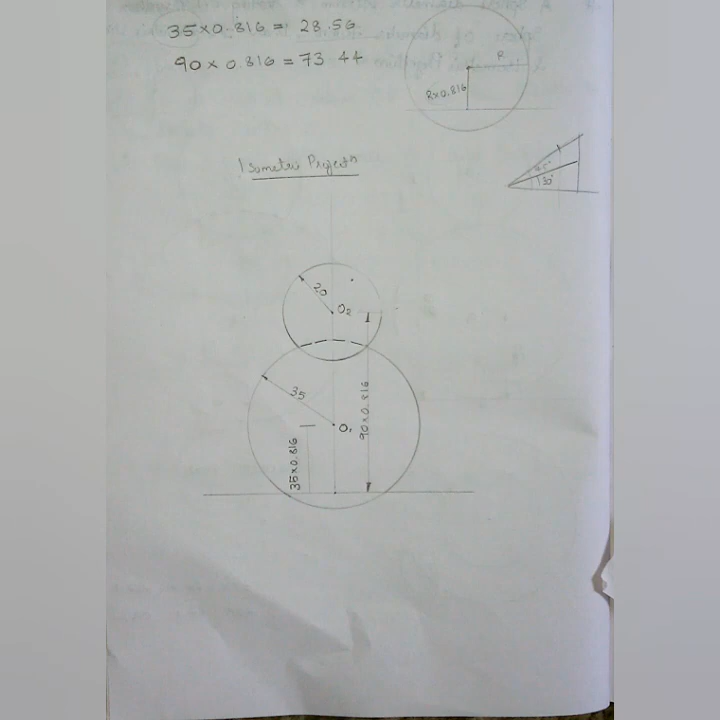 35×0.816 = 28.56
90 × 0.816 = 73 44
R
R×0.816
Isometric Projectⁿ
45°
30°
20
O₂
35
O₁
90×0.816
35×0.816